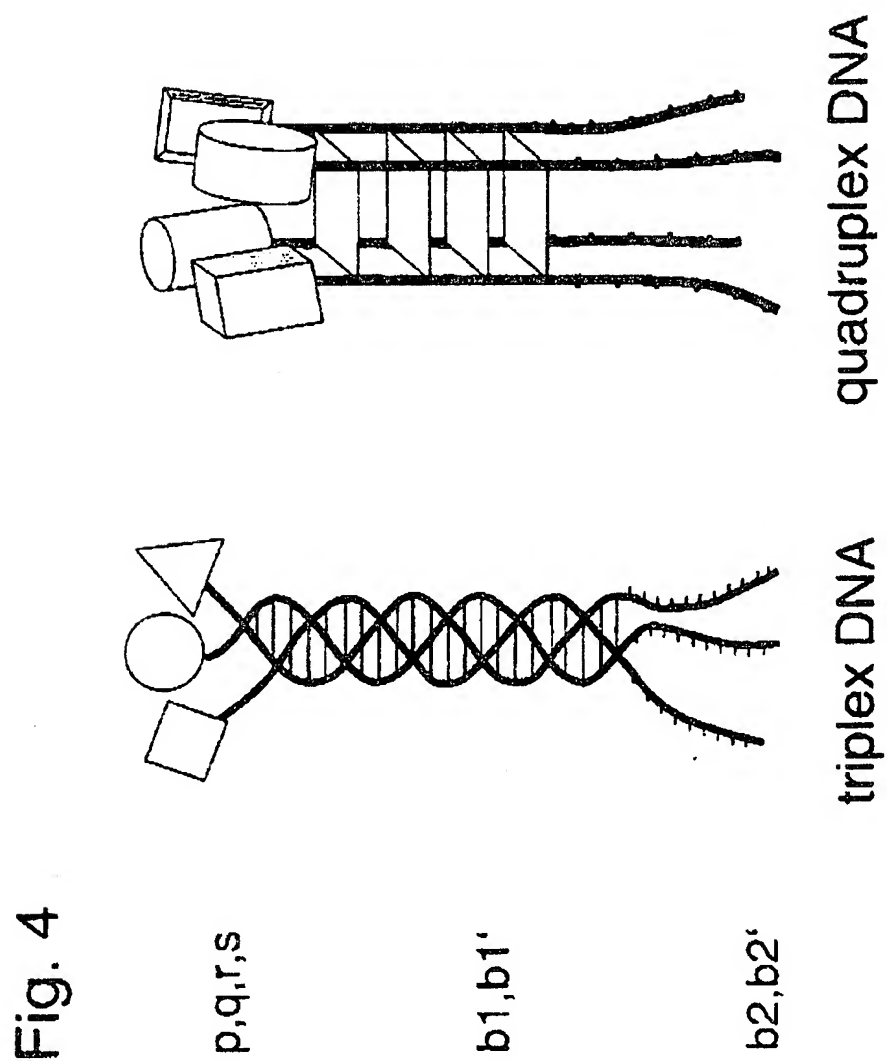 Fig. 4
p,q,r,s
b1,b1‘
b2,b2‘
triplex DNA
quadruplex DNA